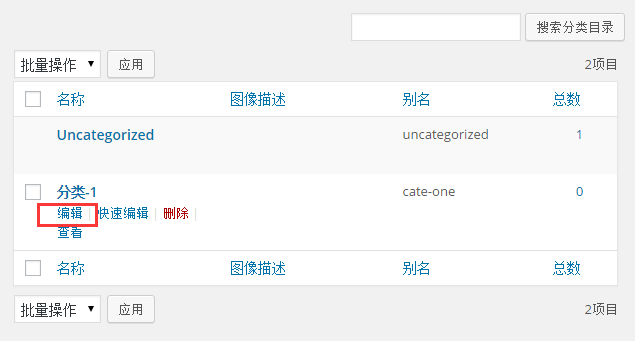 搜索分类目录
批量操作 应用 2项目
名称 图像描述 别名 总数
Uncategorized uncategorized 1
分类-1 cate-one 0
编辑 | 快速编辑 | 删除 |
查看
名称 图像描述 别名 总数
批量操作 应用 2项目